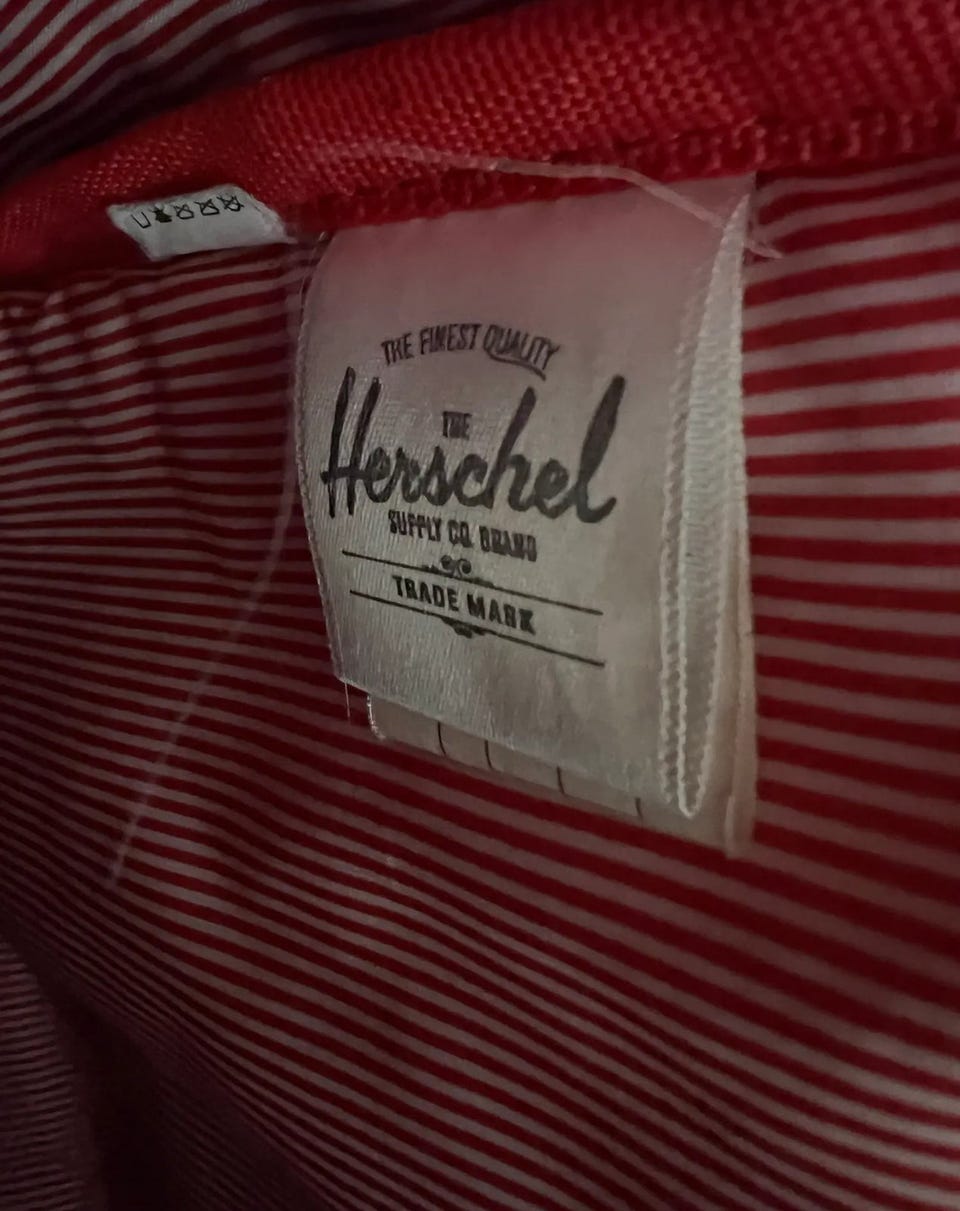 THE FINEST QUALITY
THE
Herschel
SUPPLY CO. BRAND
TRADE MARK